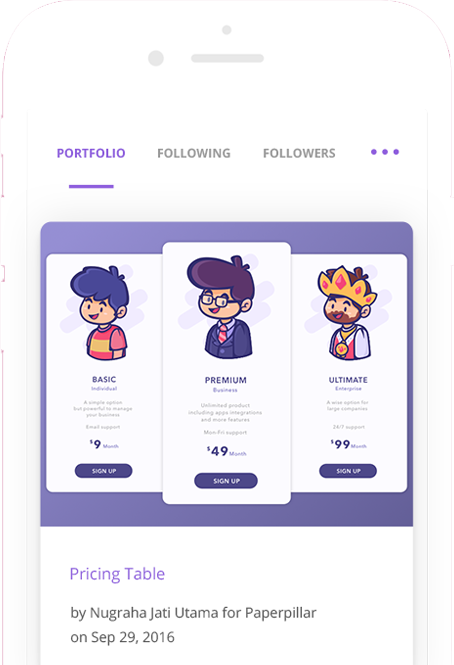 PORTFOLIO FOLLOWING FOLLOWERS
BASIC
Individual
A simple option
but powerful to manage
your business
Email support
$9 Month
SIGN UP
PREMIUM
Business
Unlimited product
including apps integrations
and more features
Mon-Fri support
$49 Month
SIGN UP
ULTIMATE
Enterprise
A wise option for
large companies
24/7 support
$99 Month
SIGN UP
Pricing Table
by Nugraha Jati Utama for Paperpillar
on Sep 29, 2016